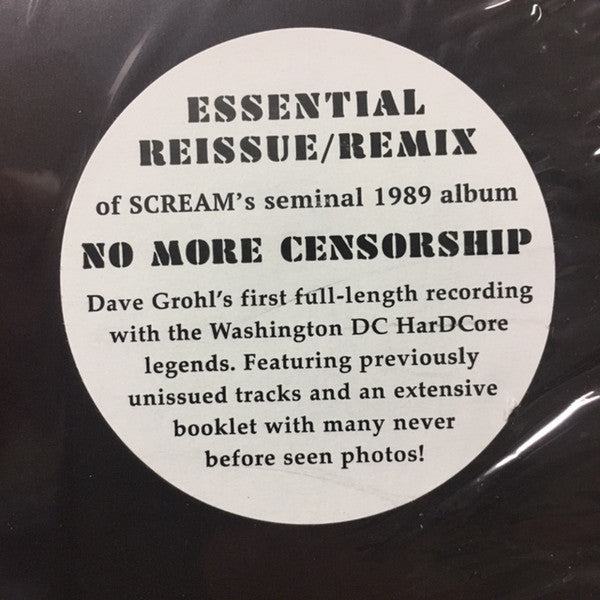 ESSENTIAL
REISSUE/REMIX
of SCREAM's seminal 1989 album
NO MORE CENSORSHIP
Dave Grohl's first full-length recording
with the Washington DC HarDCore
legends. Featuring previously
unissued tracks and an extensive
booklet with many never
before seen photos!